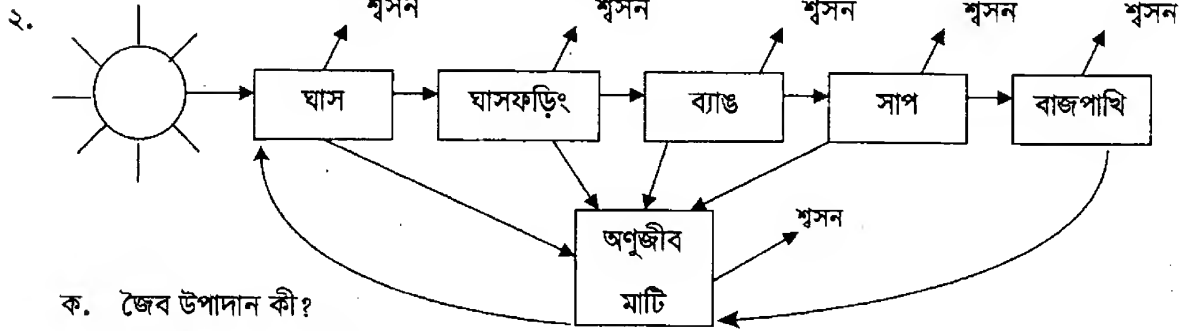 ২.
শ্বসন শ্বসন শ্বসন শ্বসন শ্বসন
ঘাস ঘাসফড়িং ব্যাঙ সাপ বাজপাখি
অণুজীব
মাটি
শ্বসন
ক. জৈব উপাদান কী?